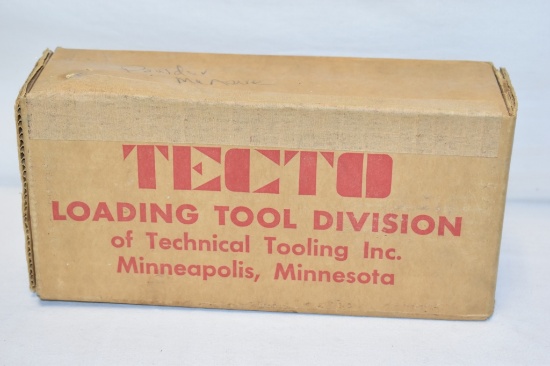 TECTO
LOADING TOOL DIVISION
of Technical Tooling Inc.
Minneapolis, Minnesota